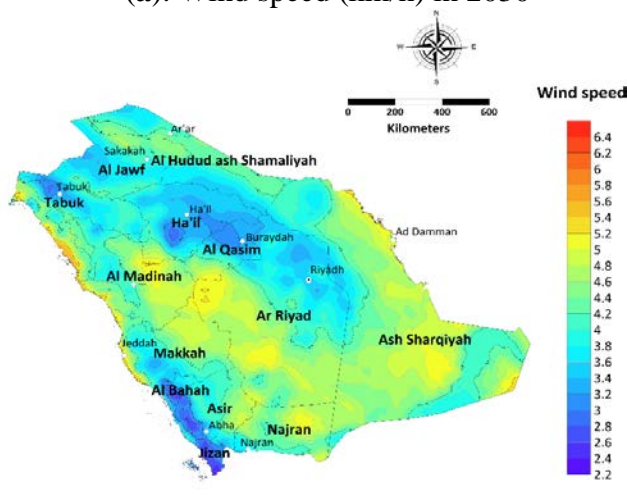 (a). Wind speed (km/h) in 2030
N
W
E
S
0 200 400 600
Kilometers
Wind speed
6.4
6.2
6
5.8
5.6
5.4
5.2
5
4.8
4.6
4.4
4.2
4
3.8
3.6
3.4
3.2
3
2.8
2.6
2.4
2.2
Ar'ar
Sakakah
Al Hudud ash Shamaliyah
Al Jawf
Tabuk
Tabuk
Ha'il
Ha'il
Buraydah
Al Qasim
Ad Damman
Riyadh
Al Madinah
Ar Riyad
Ash Sharqiyah
Jeddah
Makkah
Al Bahah
Asir
Abha
Najran
Najran
Jizan